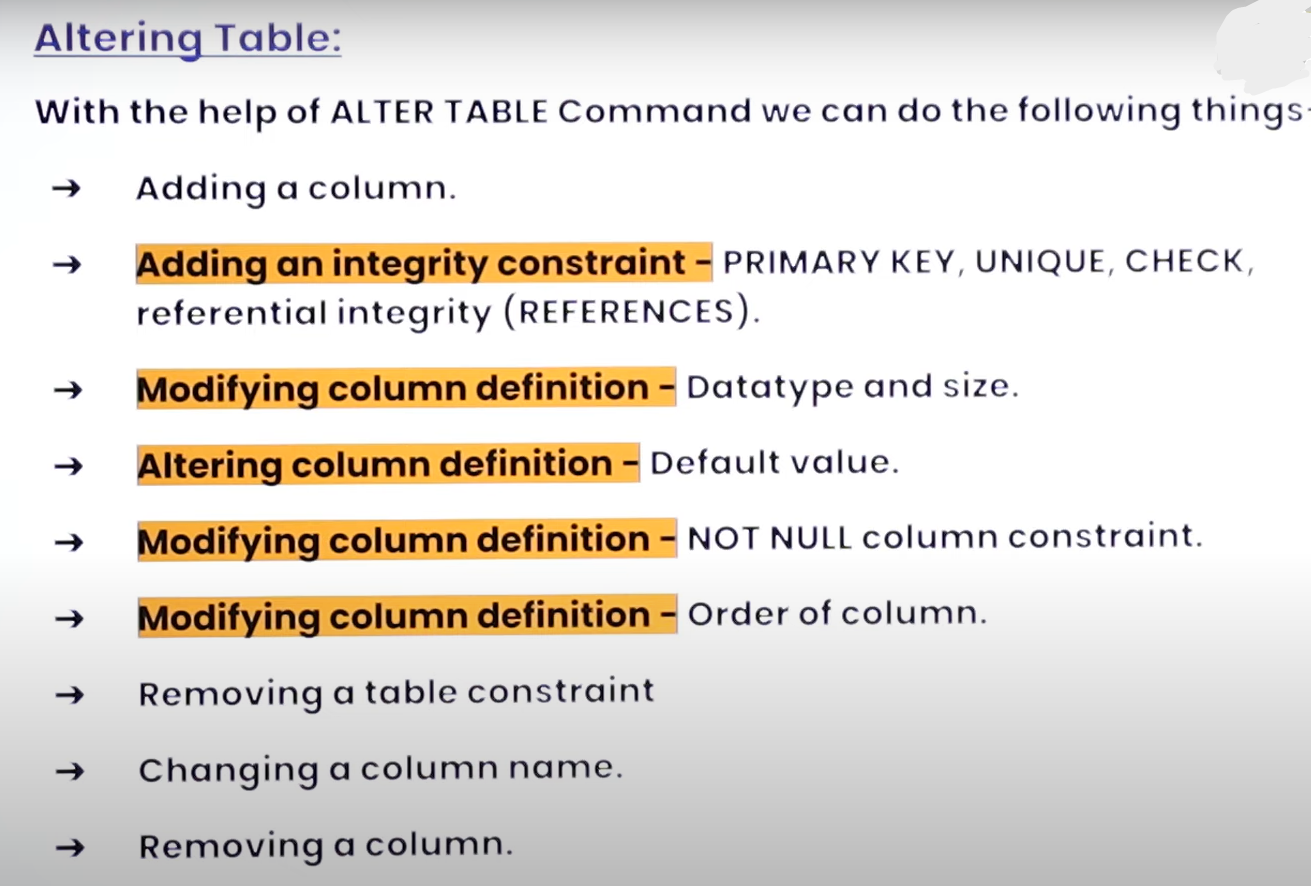 Altering Table:
With the help of ALTER TABLE Command we can do the following things-
→ Adding a column.
→ Adding an integrity constraint – PRIMARY KEY, UNIQUE, CHECK,
referential integrity (REFERENCES).
→ Modifying column definition – Datatype and size.
→ Altering column definition – Default value.
→ Modifying column definition – NOT NULL column constraint.
→ Modifying column definition – Order of column.
→ Removing a table constraint
→ Changing a column name.
→ Removing a column.